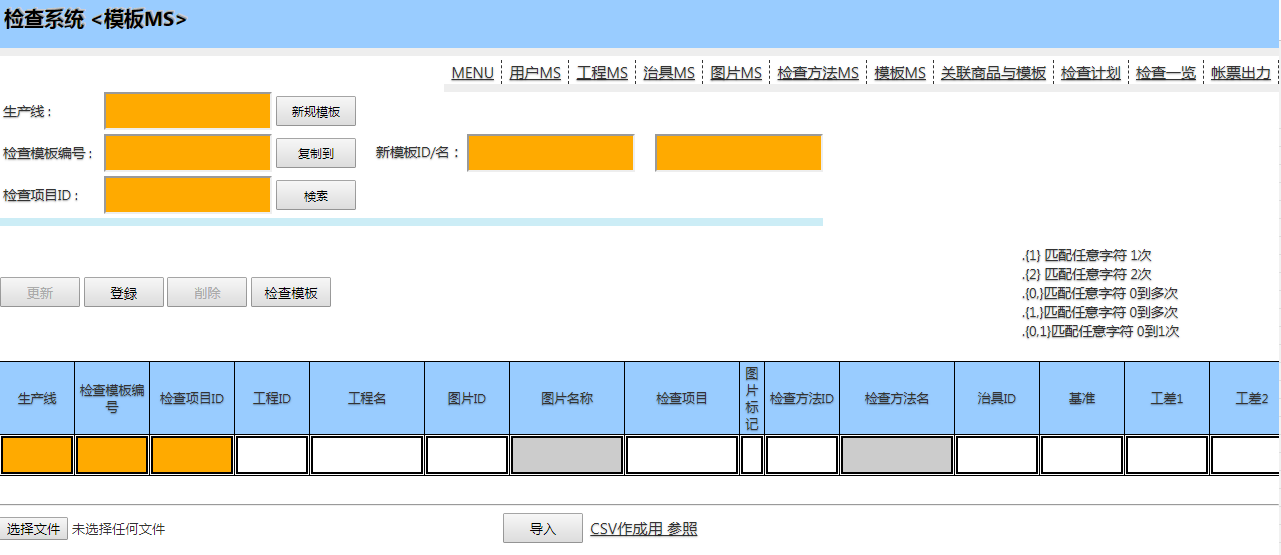 检查系统 <模板MS>
MENU 用户MS 工程MS 治具MS 图片MS 检查方法MS 模板MS 关联商品与模板 检查计划 检查一览 帐票出力
生产线 : 新规模板
检查模板编号 : 复制到 新模板ID/名 :
检查项目ID : 検索
.{1} 匹配任意字符 1次
.{2} 匹配任意字符 2次
.{0,}匹配任意字符 0到多次
.{1,}匹配任意字符 0到多次
.{0,1}匹配任意字符 0到1次
更新 登録 削除 检查模板
生产线 检查模板编号 检查项目ID 工程ID 工程名 图片ID 图片名称 检查项目 图片标记 检查方法ID 检查方法名 治具ID 基准 工差1 工差2
选择文件 未选择任何文件 导入 CSV作成用 参照